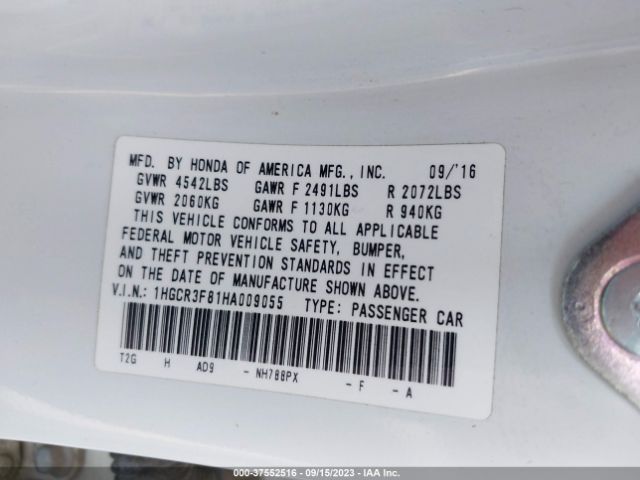 MFD. BY HONDA OF AMERICA MFG., INC. 09/'16
GVWR 4542LBS GAWR F 2491LBS R 2072LBS
GVWR 2060KG GAWR F 1130KG R 940KG
THIS VEHICLE CONFORMS TO ALL APPLICABLE
FEDERAL MOTOR VEHICLE SAFETY, BUMPER,
AND THEFT PREVENTION STANDARDS IN EFFECT
ON THE DATE OF MANUFACTURE SHOWN ABOVE.
V.I.N.: 1HGCR3F81HA009055 TYPE: PASSENGER CAR
T2G H AD9 - NH788PX - F - A
000-37552516 - 09/15/2023 - IAAI.com